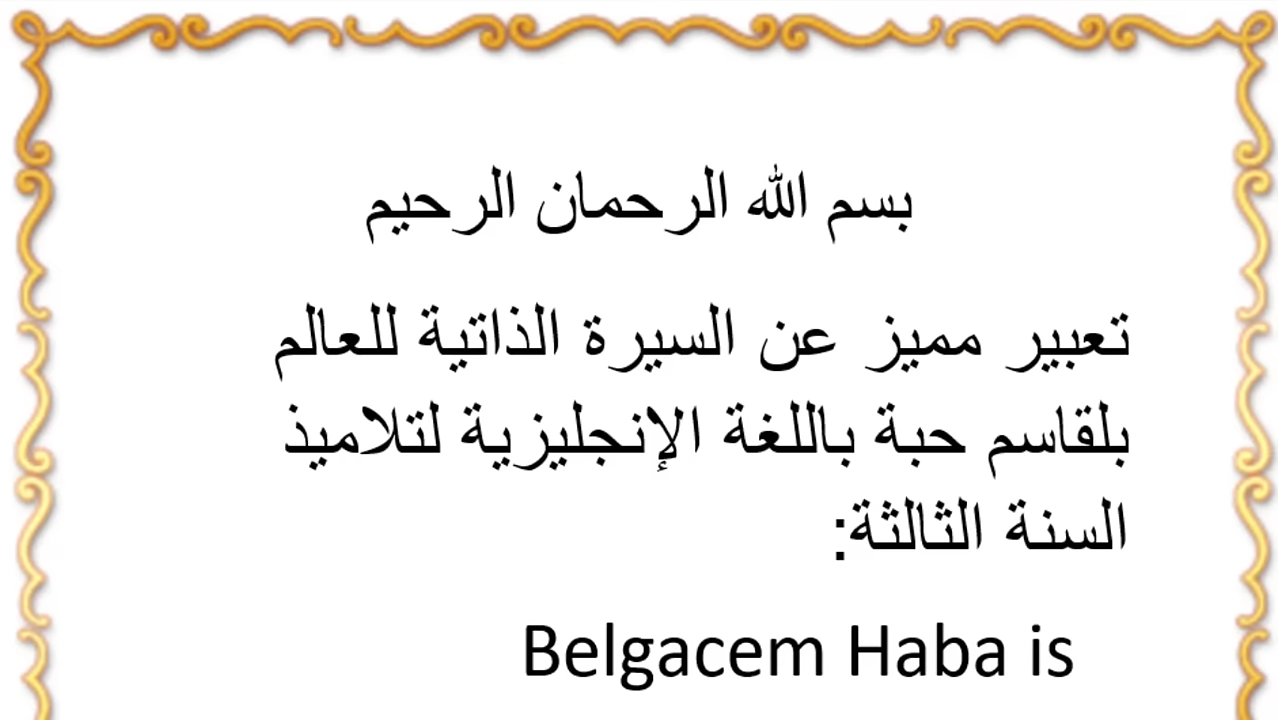 بسم الله الرحمان الرحيم
تعبير مميز عن السيرة الذاتية للعالم
بلقاسم حبة باللغة الإنجليزية لتلاميذ
السنة الثالثة:
Belgacem Haba is